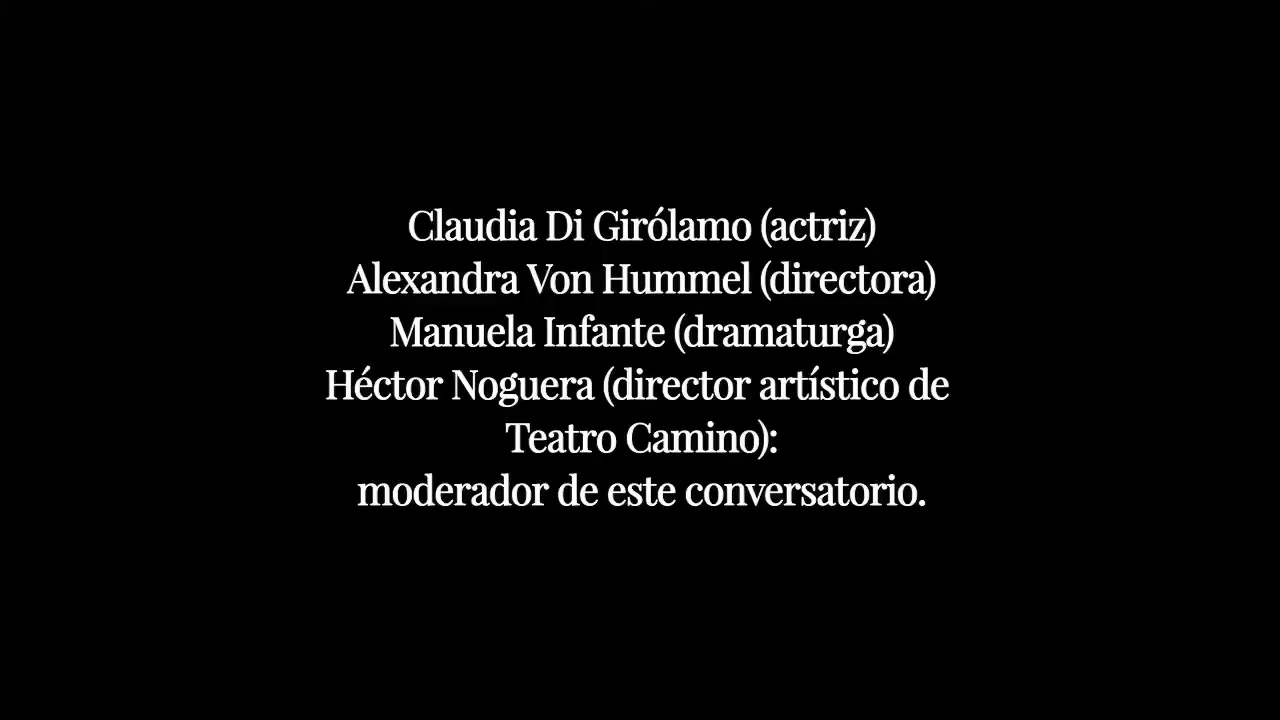 Claudia Di Girólamo (actriz)
Alexandra Von Hummel (directora)
Manuela Infante (dramaturga)
Héctor Noguera (director artístico de
Teatro Camino):
moderador de este conversatorio.